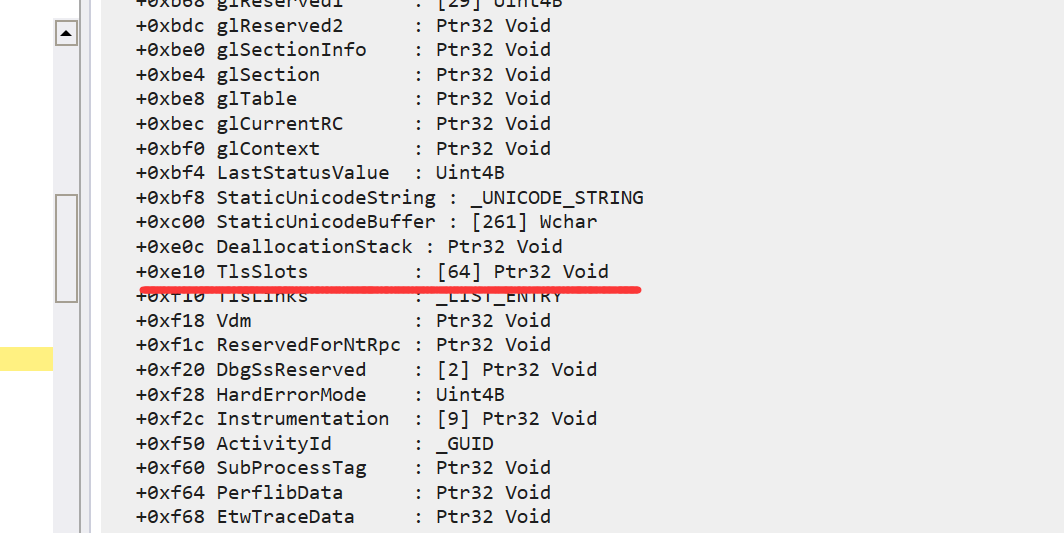 +0xb68 glReserved1 : [29] Uint4B
+0xbdc glReserved2 : Ptr32 Void
+0xbe0 glSectionInfo : Ptr32 Void
+0xbe4 glSection : Ptr32 Void
+0xbe8 glTable : Ptr32 Void
+0xbec glCurrentRC : Ptr32 Void
+0xbf0 glContext : Ptr32 Void
+0xbf4 LastStatusValue : Uint4B
+0xbf8 StaticUnicodeString : _UNICODE_STRING
+0xc00 StaticUnicodeBuffer : [261] Wchar
+0xe0c DeallocationStack : Ptr32 Void
+0xe10 TlsSlots : [64] Ptr32 Void
+0xf10 TlsLinks : _LIST_ENTRY
+0xf18 Vdm : Ptr32 Void
+0xf1c ReservedForNtRpc : Ptr32 Void
+0xf20 DbgSsReserved : [2] Ptr32 Void
+0xf28 HardErrorMode : Uint4B
+0xf2c Instrumentation : [9] Ptr32 Void
+0xf50 ActivityId : _GUID
+0xf60 SubProcessTag : Ptr32 Void
+0xf64 PerflibData : Ptr32 Void
+0xf68 EtwTraceData : Ptr32 Void